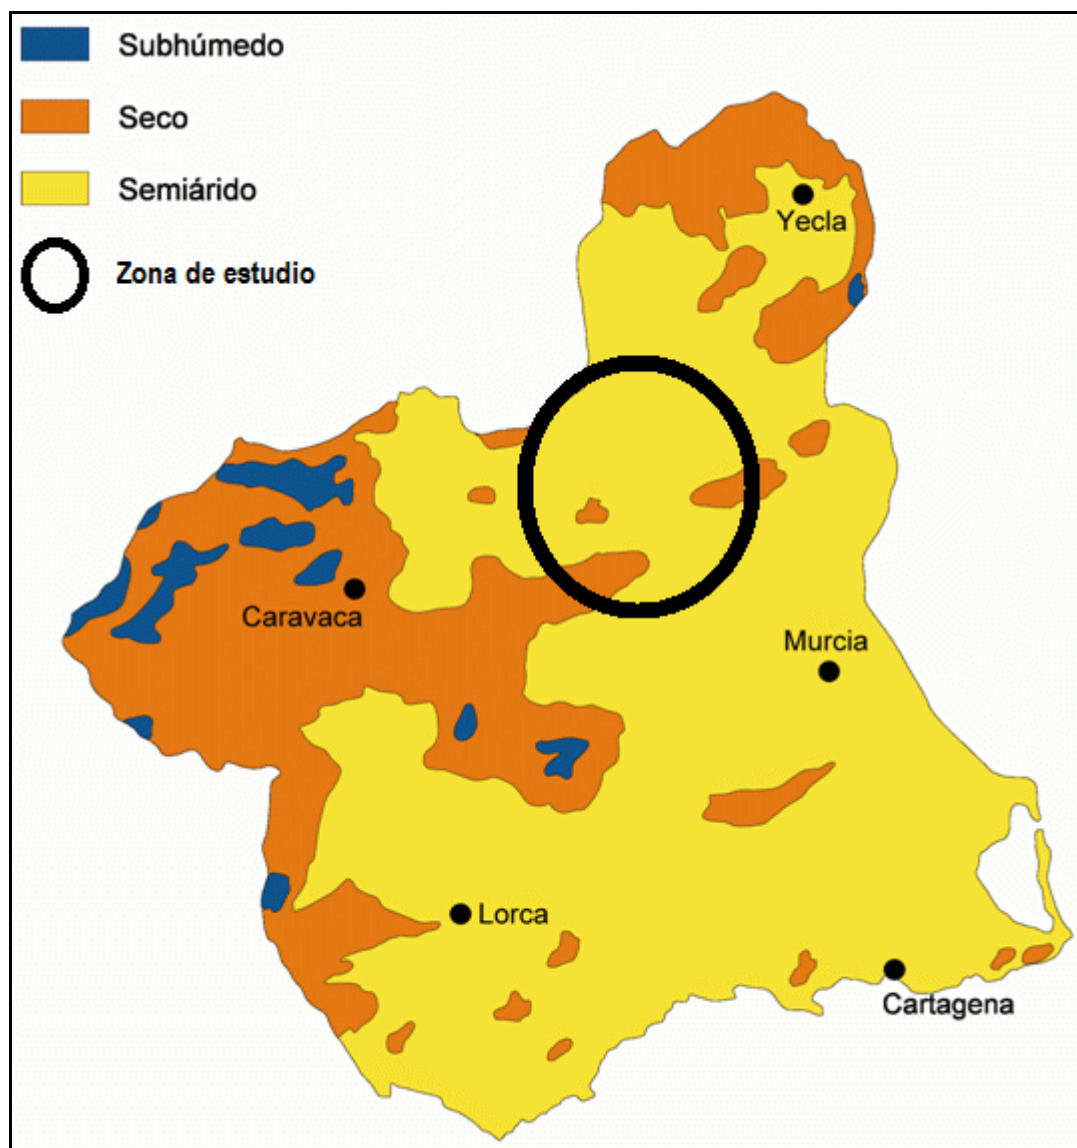 Subhúmedo
Seco
Semiárido
Zona de estudio
Yecla
Caravaca
Murcia
Lorca
Cartagena